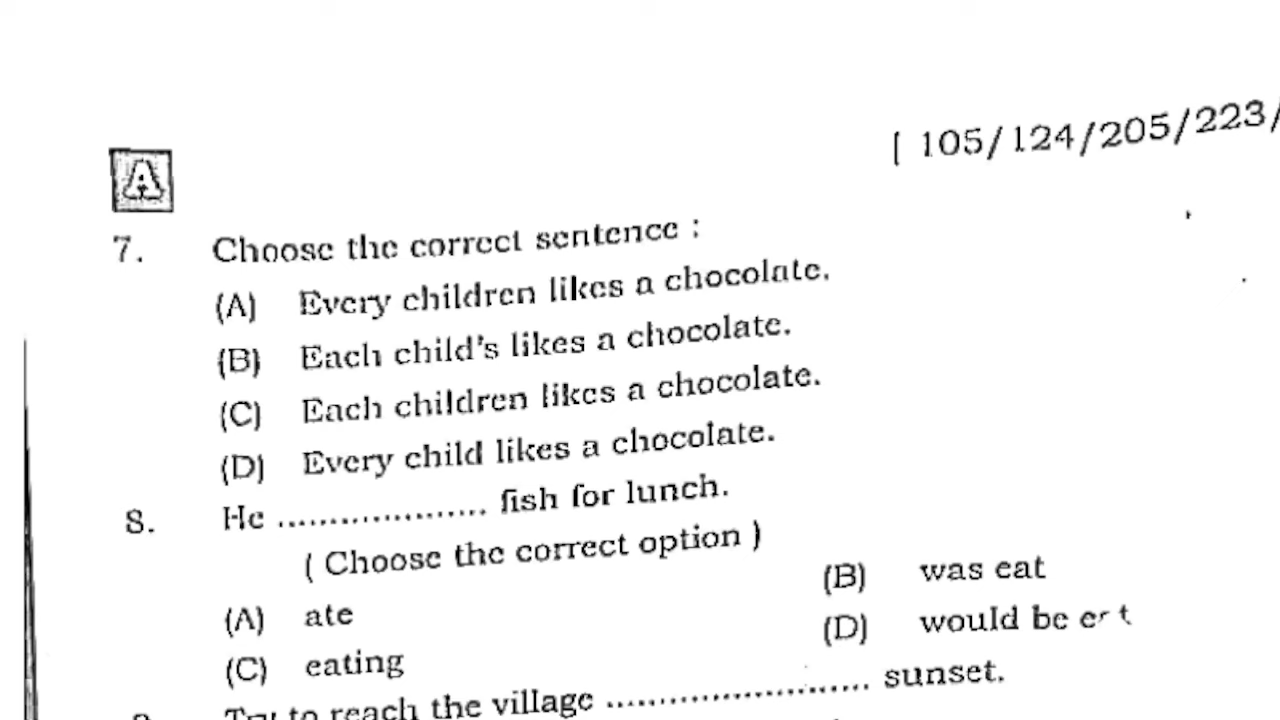 [ 105/124/205/223/
A
7. Choose the correct sentence :
(A) Every children likes a chocolate.
(B) Each child's likes a chocolate.
(C) Each children likes a chocolate.
(D) Every child likes a chocolate.
8. He .................... fish for lunch.
( Choose the correct option )
(A) ate
(B) was eat
(C) eating
(D) would be
Try to reach the village ......................... sunset.